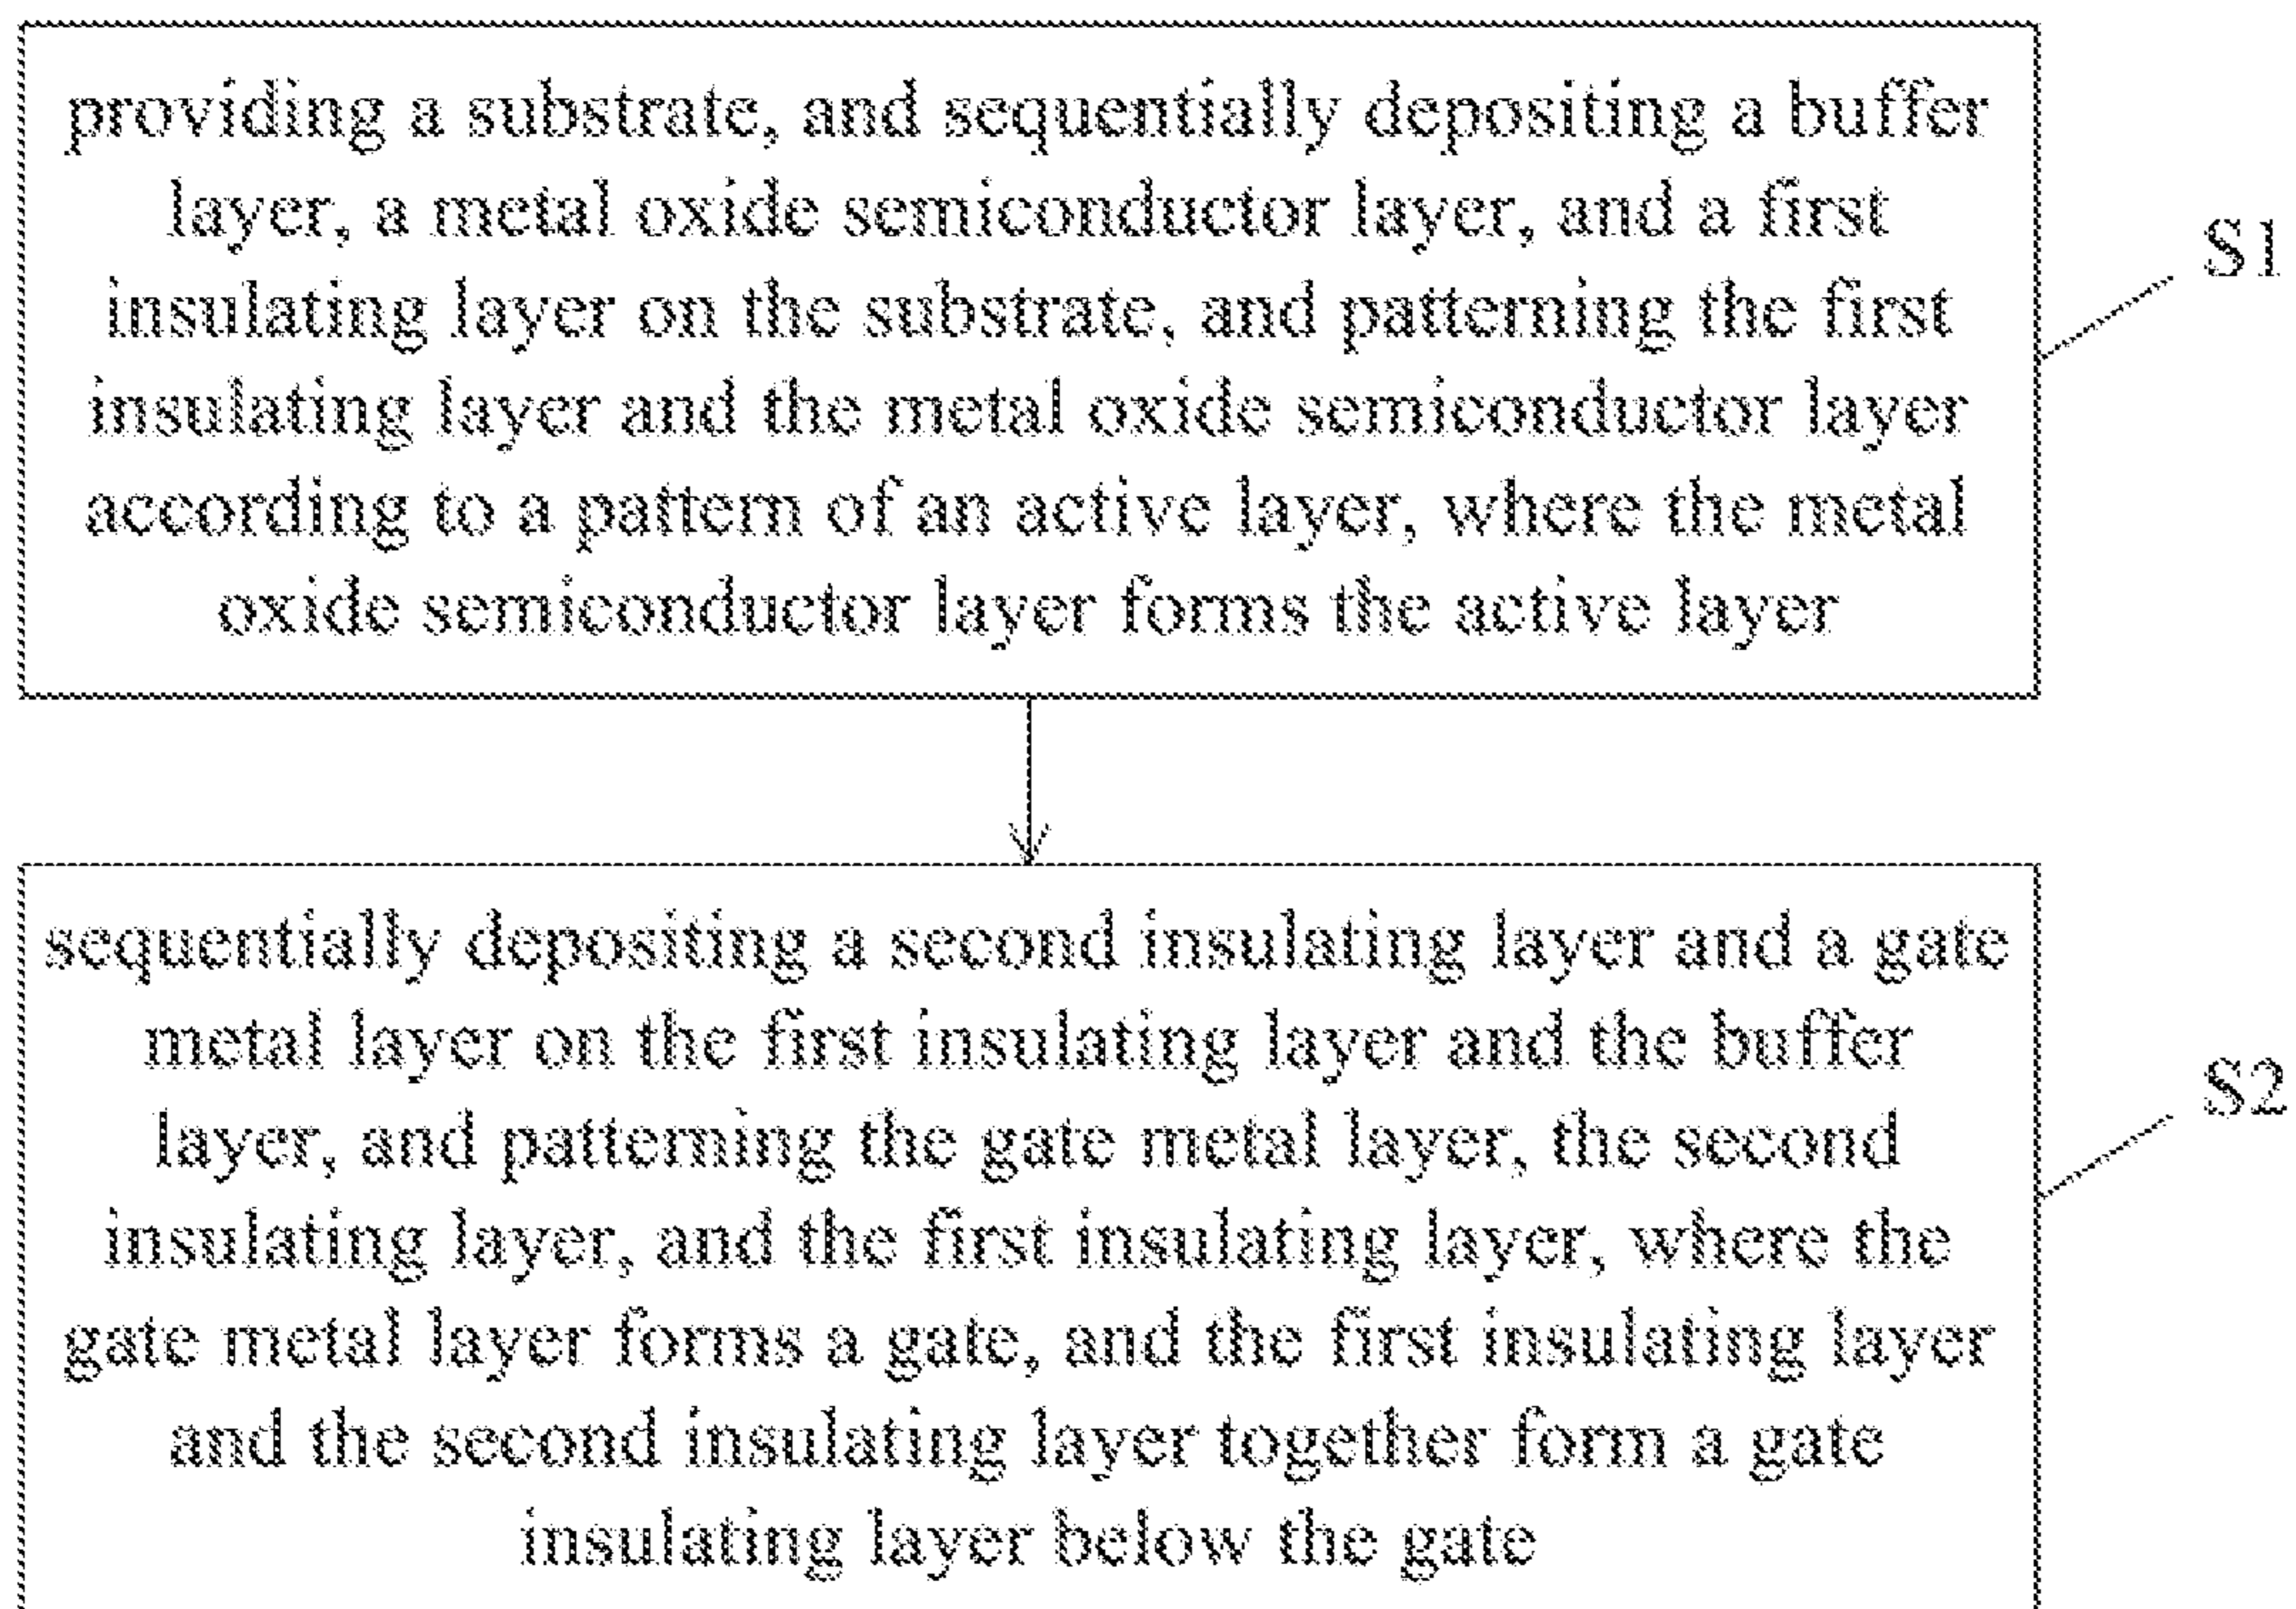 providing a substrate, and sequentially depositing a buffer
layer, a metal oxide semiconductor layer, and a first
insulating layer on the substrate, and patterning the first
insulating layer and the metal oxide semiconductor layer
according to a pattern of an active layer, where the metal
oxide semiconductor layer forms the active layer
S1
sequentially depositing a second insulating layer and a gate
metal layer on the first insulating layer and the buffer
layer, and patterning the gate metal layer, the second
insulating layer, and the first insulating layer, where the
gate metal layer forms a gate, and the first insulating layer
and the second insulating layer together form a gate
insulating layer below the gate
S2